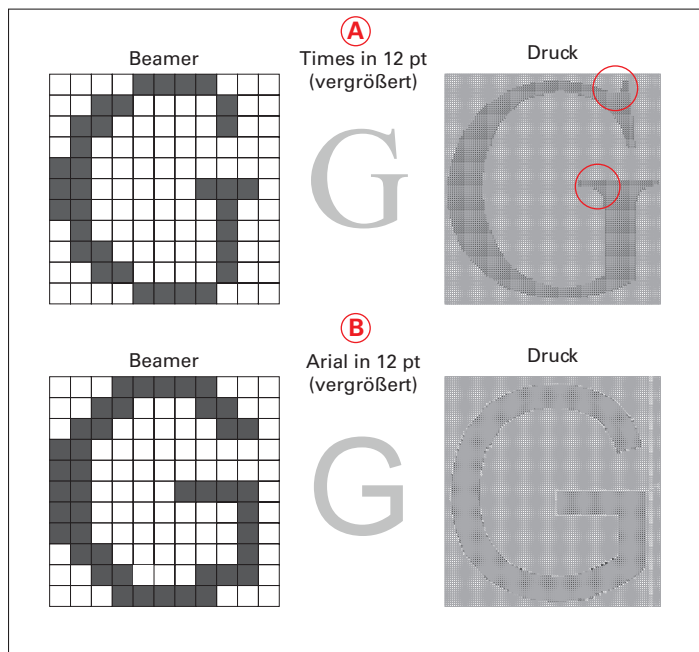 A
Beamer
Times in 12 pt
(vergrößert)
Druck
G
B
Beamer
Arial in 12 pt
(vergrößert)
Druck
G